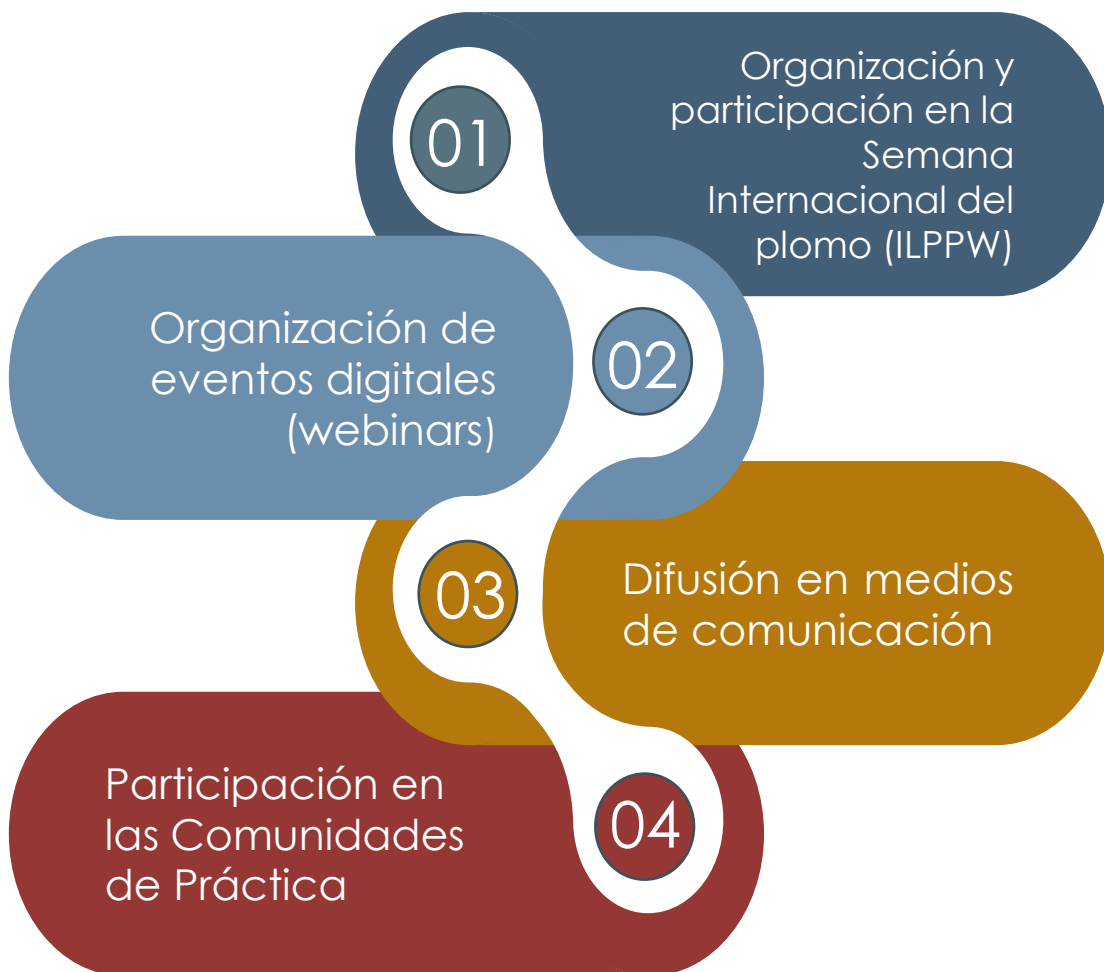 01
Organización y
participación en la
Semana
Internacional del
plomo (ILPPW)
Organización de
eventos digitales
(webinars)
02
03
Difusión en medios
de comunicación
Participación en
las Comunidades
de Práctica
04